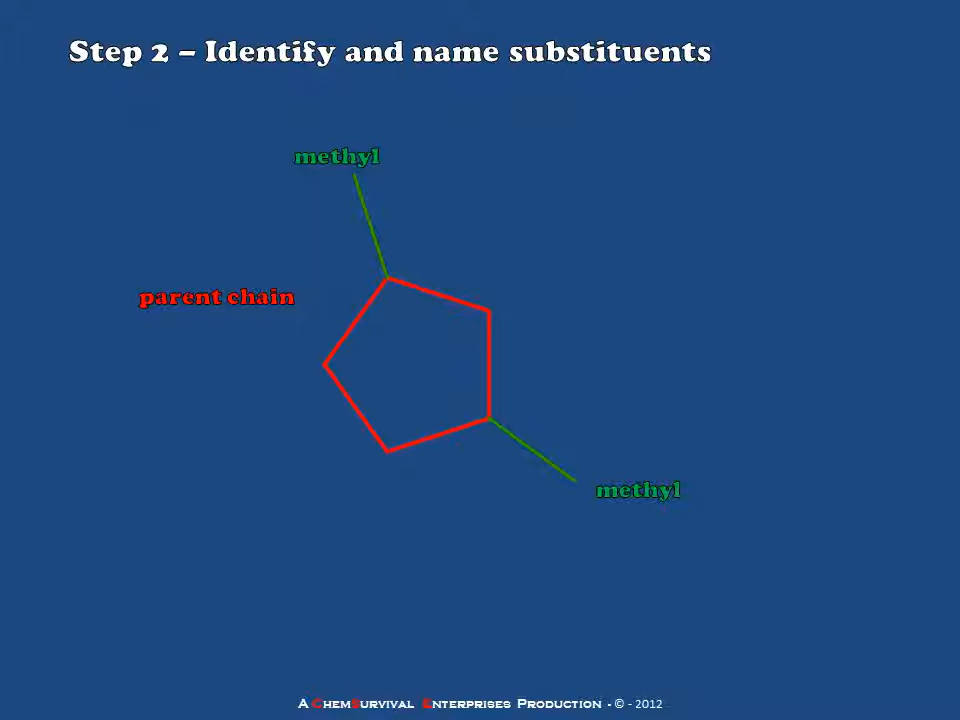 Step 2 – Identify and name substituents
methyl
parent chain
methyl
A ChemSurvival Enterprises Production - © - 2012